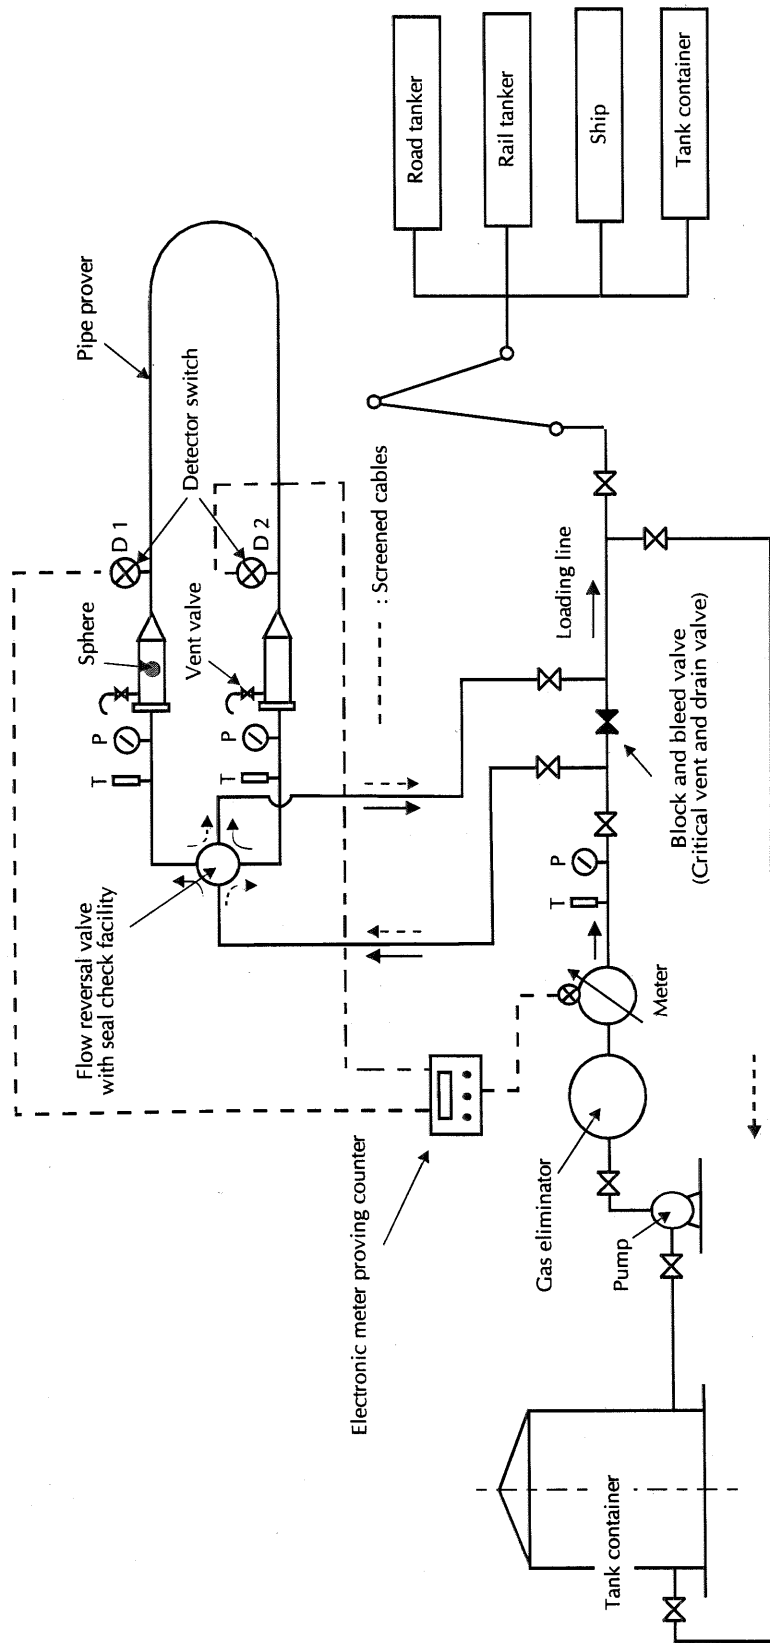 Pipe prover
Detector switch
D 1
D 2
Sphere
Vent valve
P
P
T
T
: Screened cables
Flow reversal valve
with seal check facility
Electronic meter proving counter
Road tanker
Rail tanker
Ship
Tank container
Loading line
Block and bleed valve
(Critical vent and drain valve)
P
T
Meter
Gas eliminator
Pump
Tank container